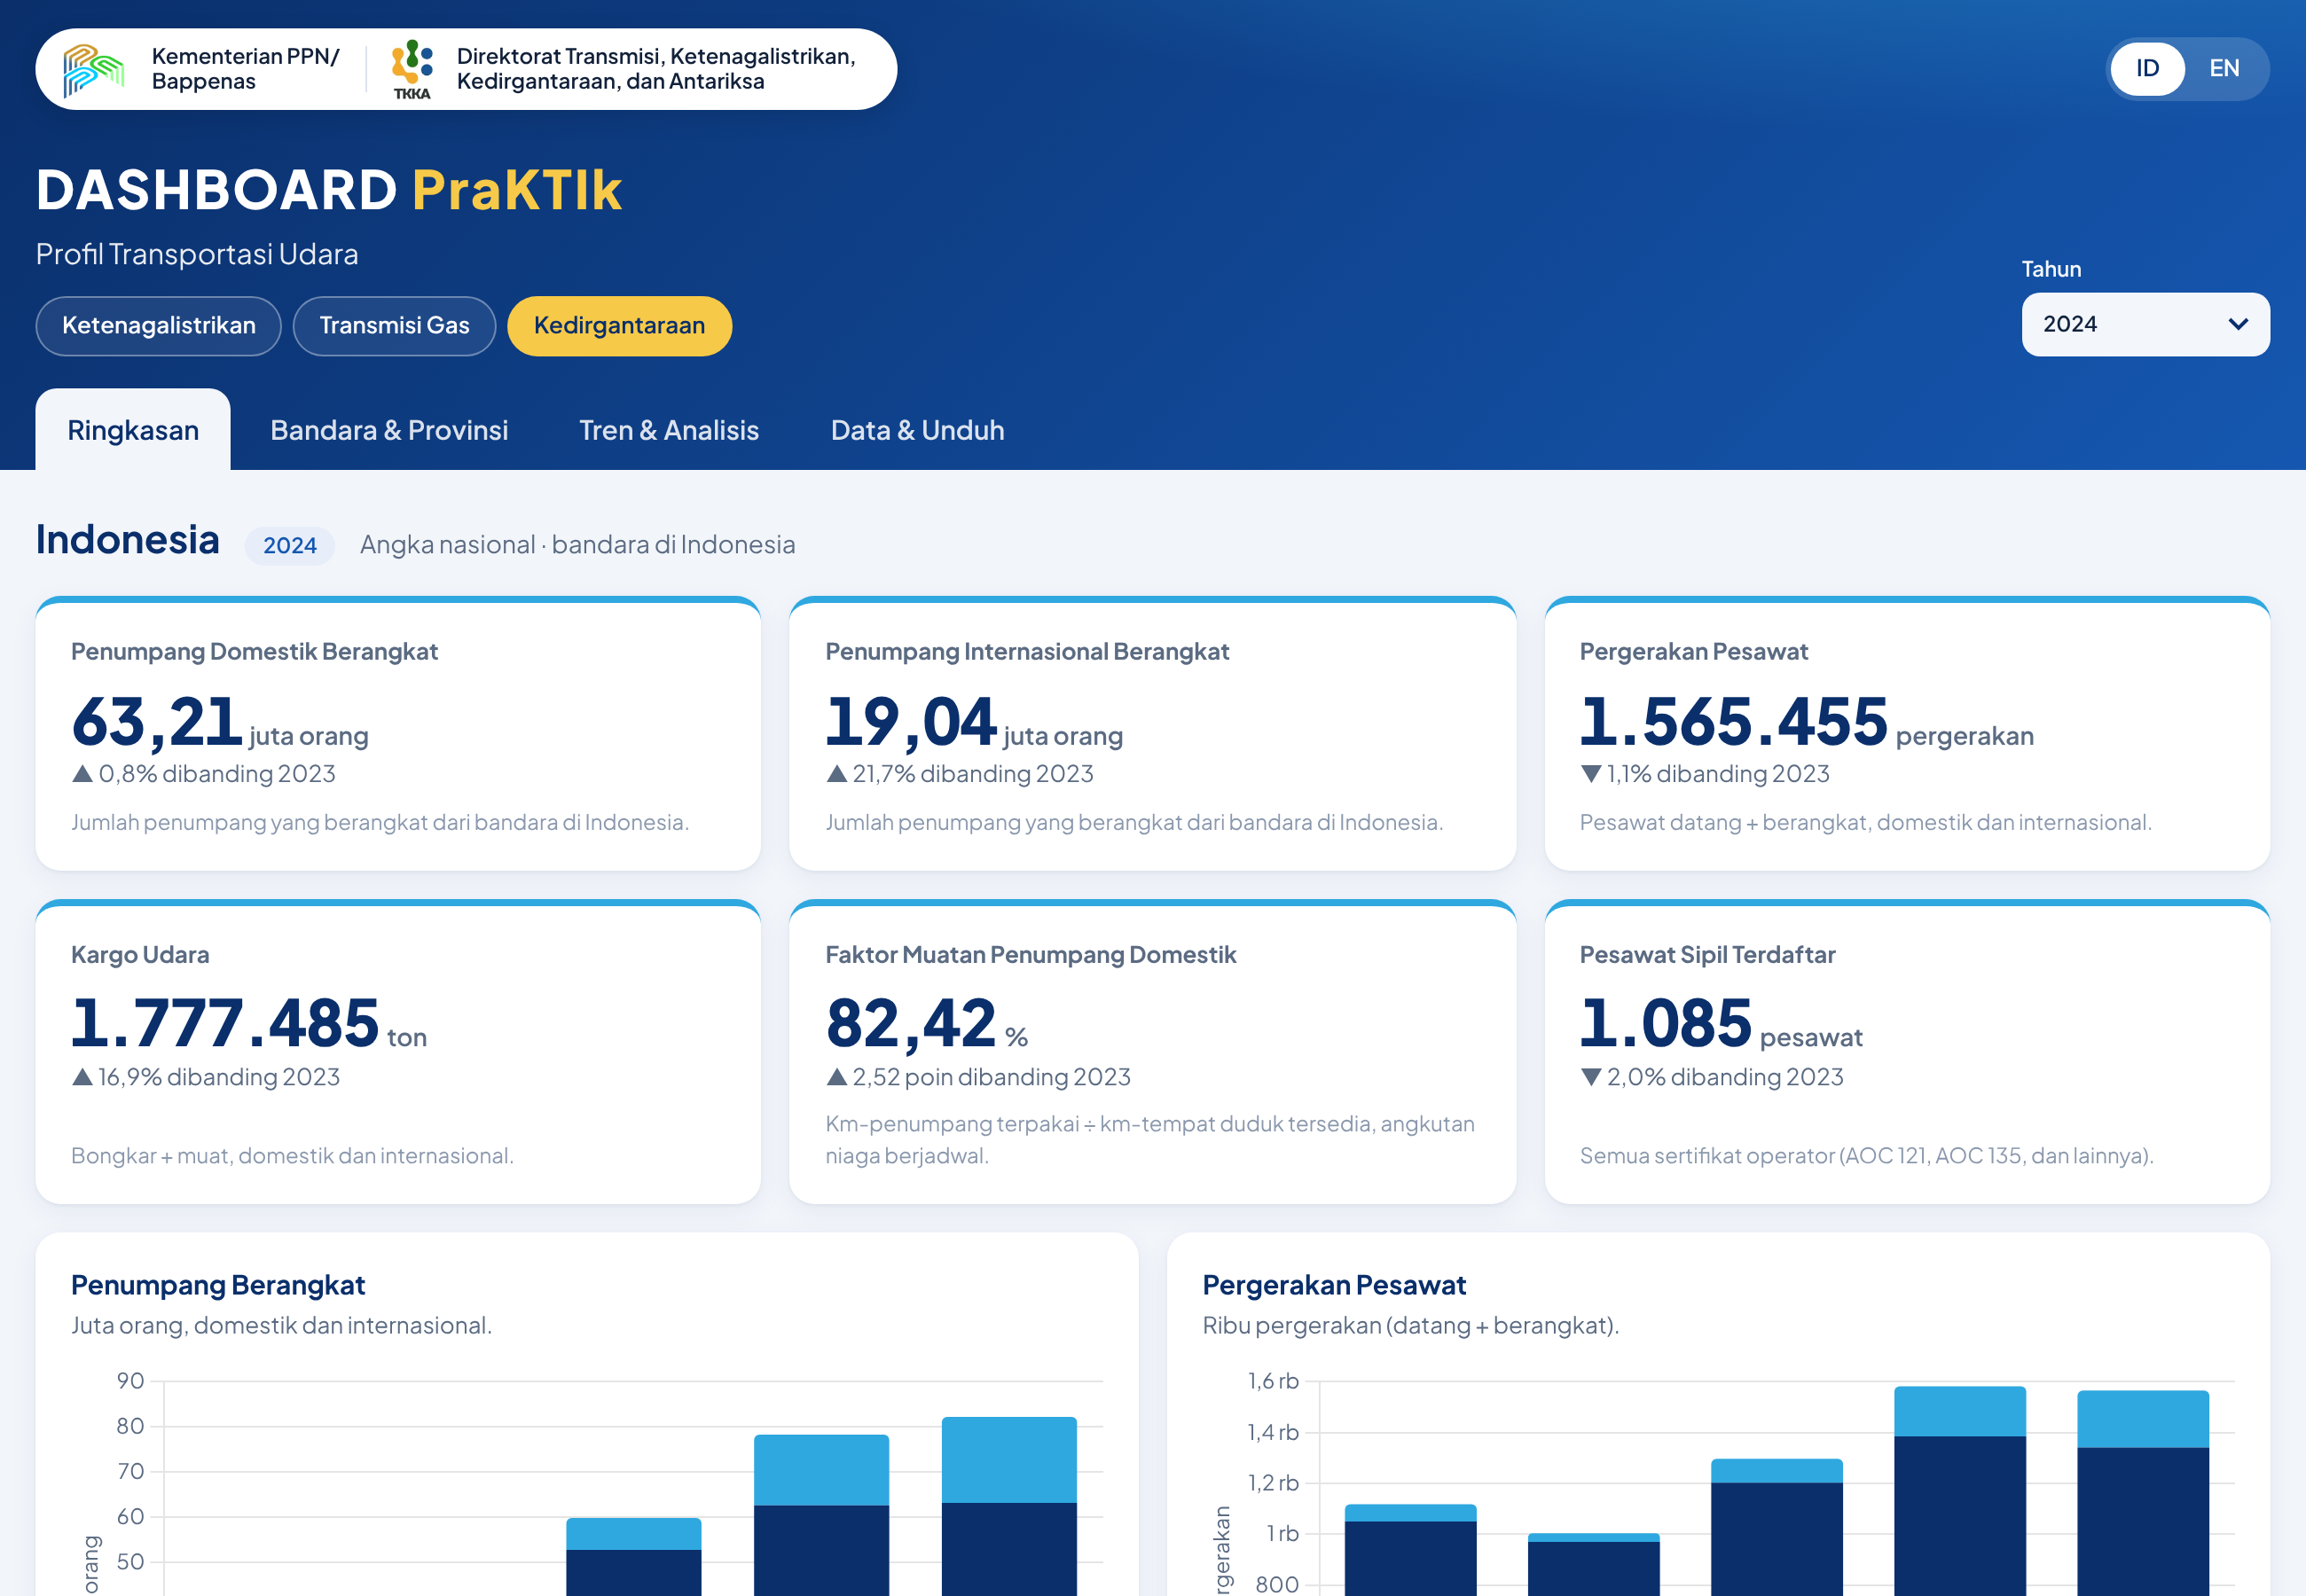 Kementerian PPN/
Bappenas
TKKA
Direktorat Transmisi, Ketenagalistrikan,
Kedirgantaraan, dan Antariksa
ID EN
DASHBOARD PraKTIk
Profil Transportasi Udara
Tahun
2024
Ketenagalistrikan Transmisi Gas Kedirgantaraan
Ringkasan Bandara & Provinsi Tren & Analisis Data & Unduh
Indonesia 2024 Angka nasional · bandara di Indonesia
Penumpang Domestik Berangkat
63,21 juta orang
▲ 0,8% dibanding 2023
Jumlah penumpang yang berangkat dari bandara di Indonesia.
Penumpang Internasional Berangkat
19,04 juta orang
▲ 21,7% dibanding 2023
Jumlah penumpang yang berangkat dari bandara di Indonesia.
Pergerakan Pesawat
1.565.455 pergerakan
▼ 1,1% dibanding 2023
Pesawat datang + berangkat, domestik dan internasional.
Kargo Udara
1.777.485 ton
▲ 16,9% dibanding 2023
Bongkar + muat, domestik dan internasional.
Faktor Muatan Penumpang Domestik
82,42 %
▲ 2,52 poin dibanding 2023
Km-penumpang terpakai ÷ km-tempat duduk tersedia, angkutan
niaga berjadwal.
Pesawat Sipil Terdaftar
1.085 pesawat
▼ 2,0% dibanding 2023
Semua sertifikat operator (AOC 121, AOC 135, dan lainnya).
Penumpang Berangkat
Juta orang, domestik dan internasional.
90
80
70
60
50
orang
Pergerakan Pesawat
Ribu pergerakan (datang + berangkat).
1,6 rb
1,4 rb
1,2 rb
1 rb
800
rgerakan